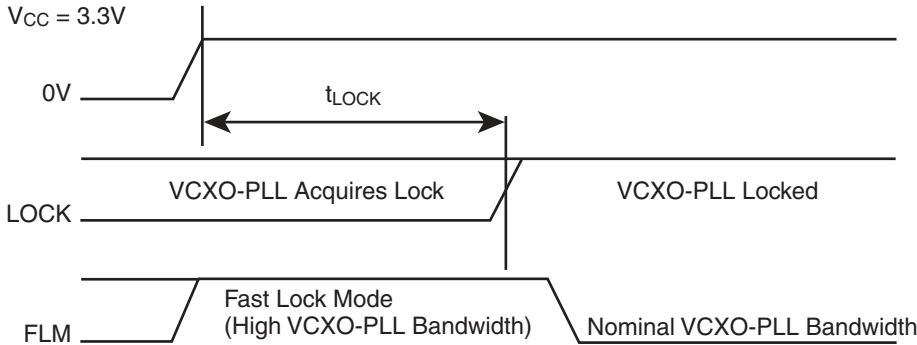 VCC = 3.3V
0V
tLOCK
VCXO-PLL Acquires Lock
VCXO-PLL Locked
LOCK
Fast Lock Mode
(High VCXO-PLL Bandwidth)
Nominal VCXO-PLL Bandwidth
FLM